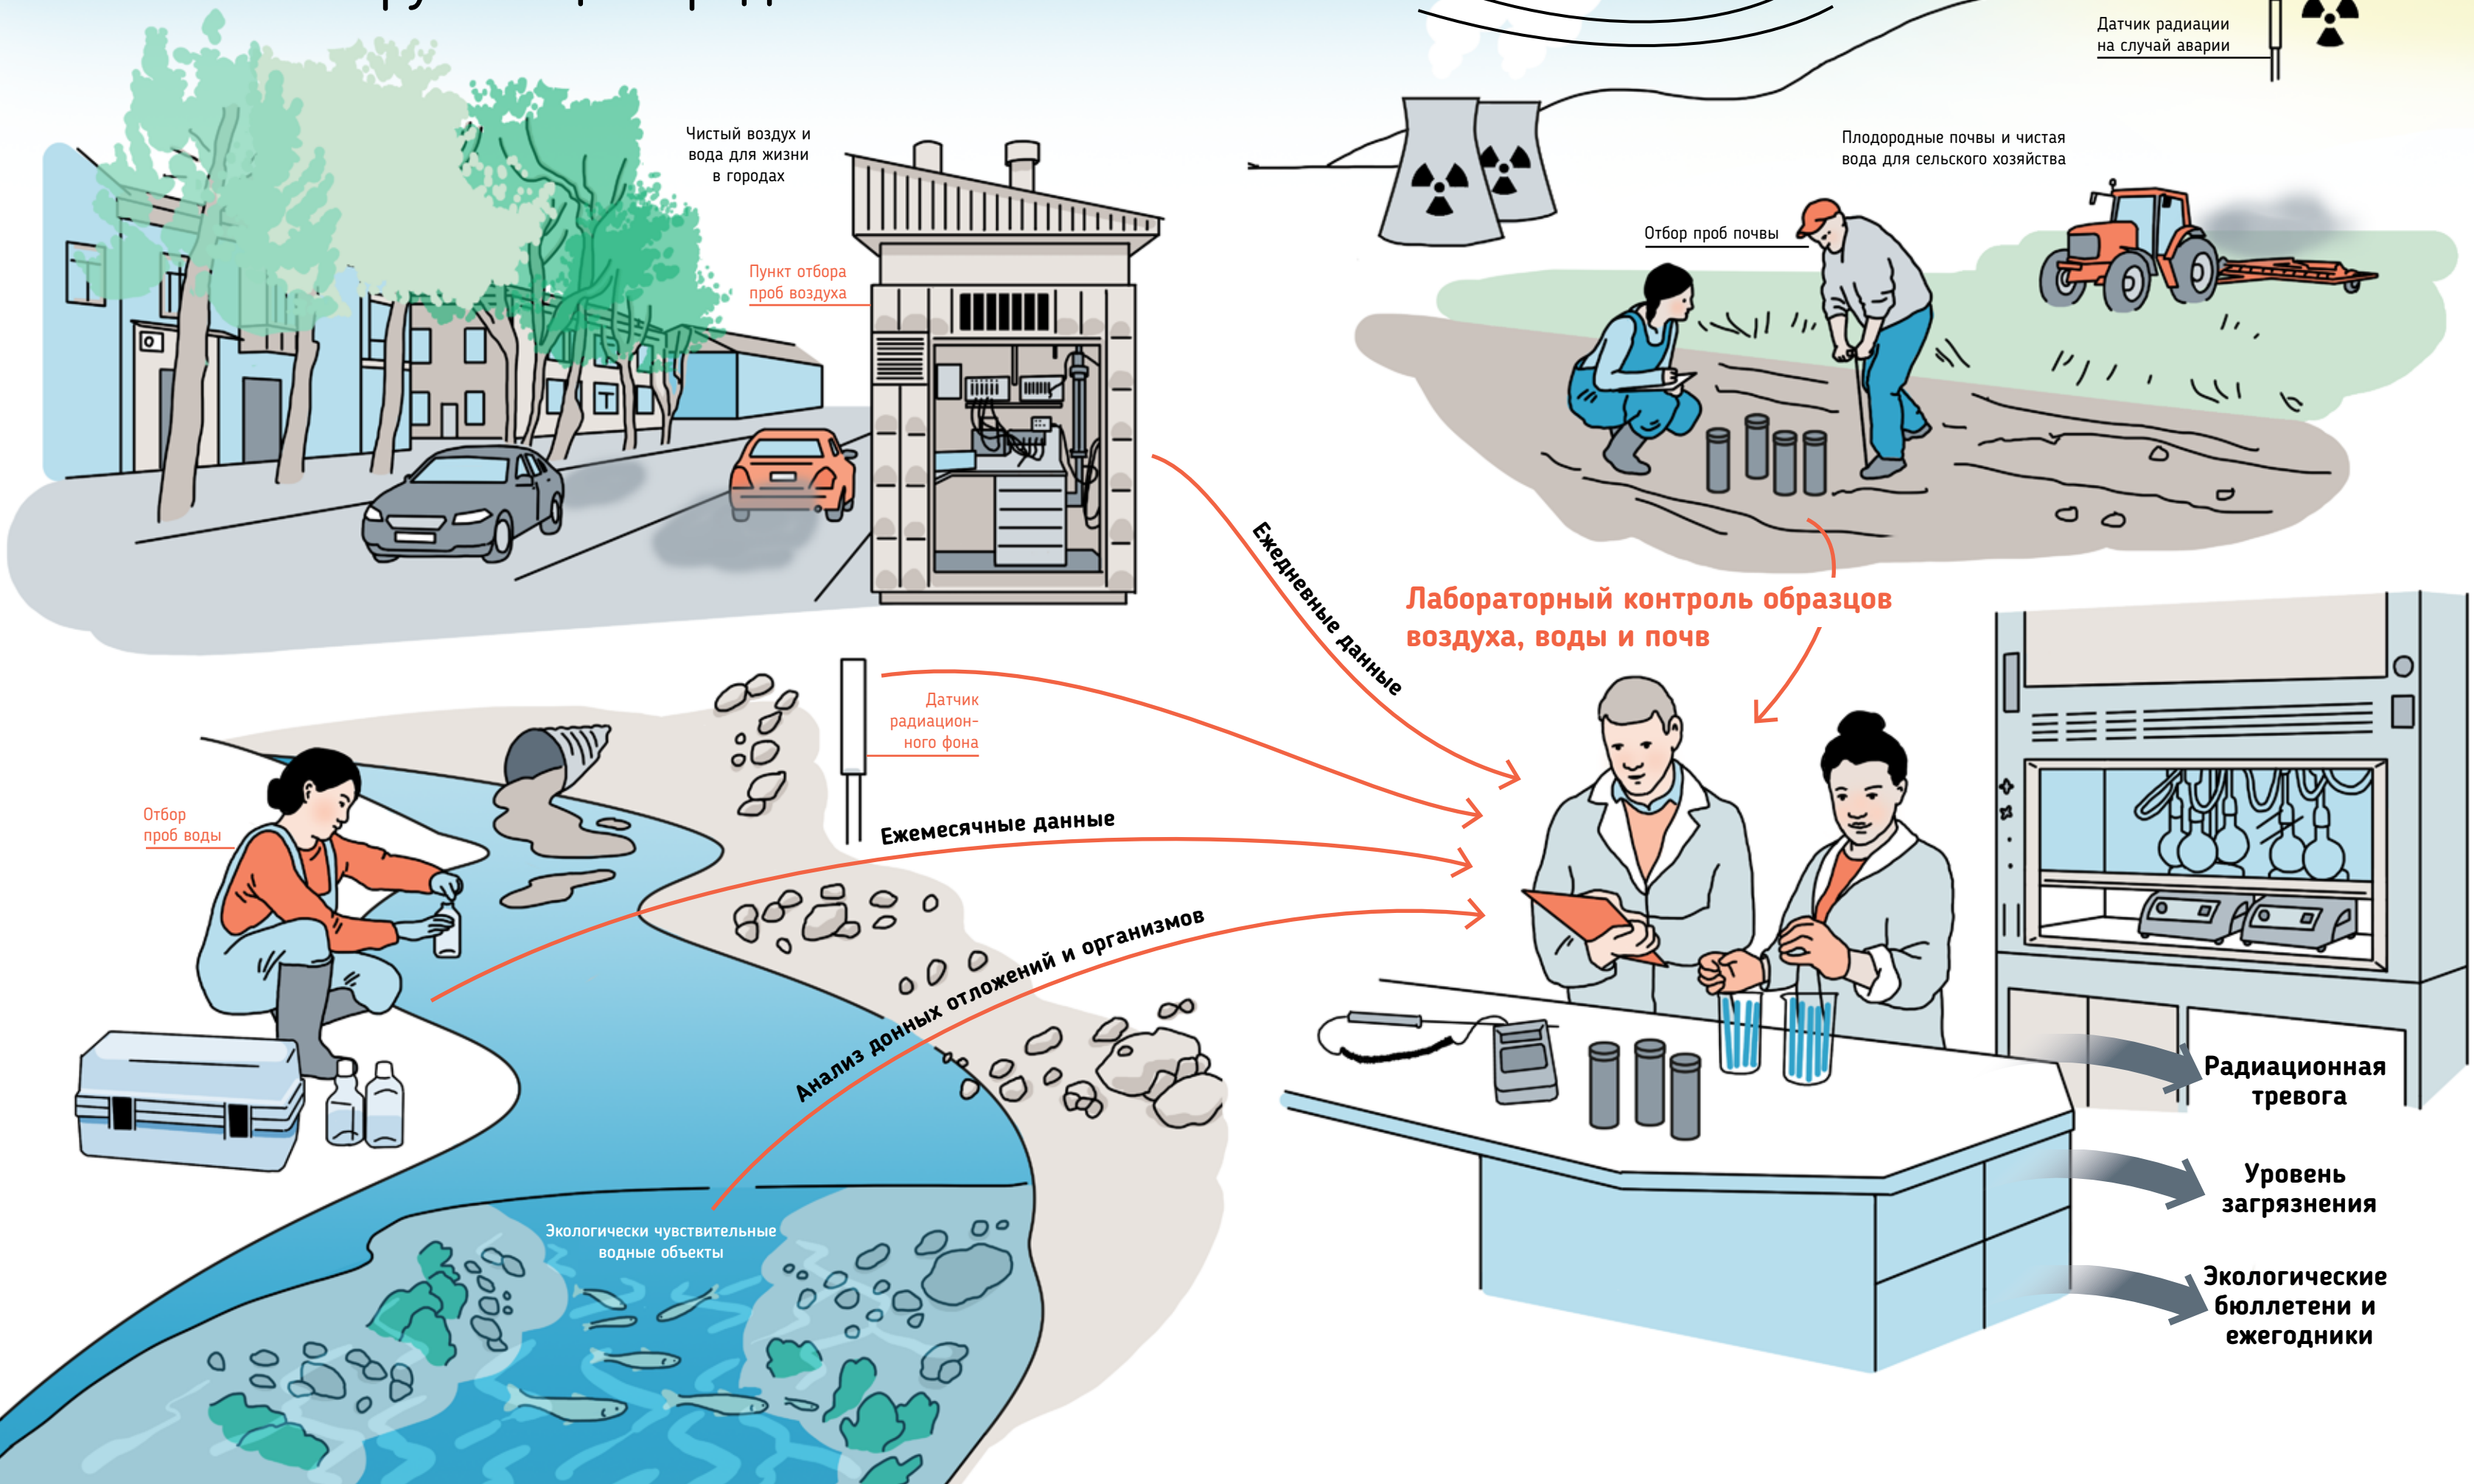 Датчик радиации
на случай аварии
Чистый воздух и
вода для жизни
в городах
Плодородные почвы и чистая
вода для сельского хозяйства
Отбор проб почвы
Пункт отбора
проб воздуха
Ежедневные данные
Лабораторный контроль образцов
воздуха, воды и почв
Датчик
радиацион-
ного фона
Отбор
проб воды
Ежемесячные данные
Анализ донных отложений и организмов
Экологически чувствительные
водные объекты
Радиационная
тревога
Уровень
загрязнения
Экологические
бюллетени и
ежегодники